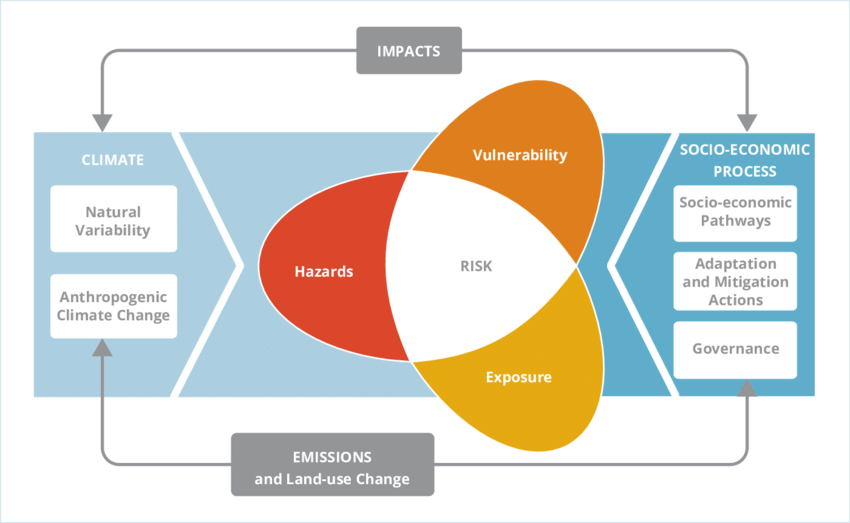 IMPACTS
CLIMATE
Natural
Variability
Anthropogenic
Climate Change
Vulnerability
Hazards
RISK
Exposure
SOCIO-ECONOMIC
PROCESS
Socio-economic
Pathways
Adaptation
and Mitigation
Actions
Governance
EMISSIONS
and Land-use Change